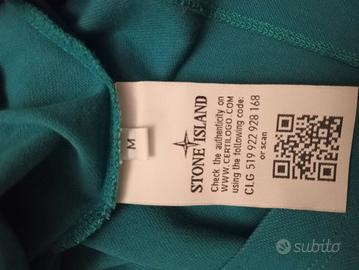 M
STONE ISLAND
Check the authenticity on
WWW.CERTILOGO.COM
using the following code:
CLG 519 922 928 168
or scan
subito